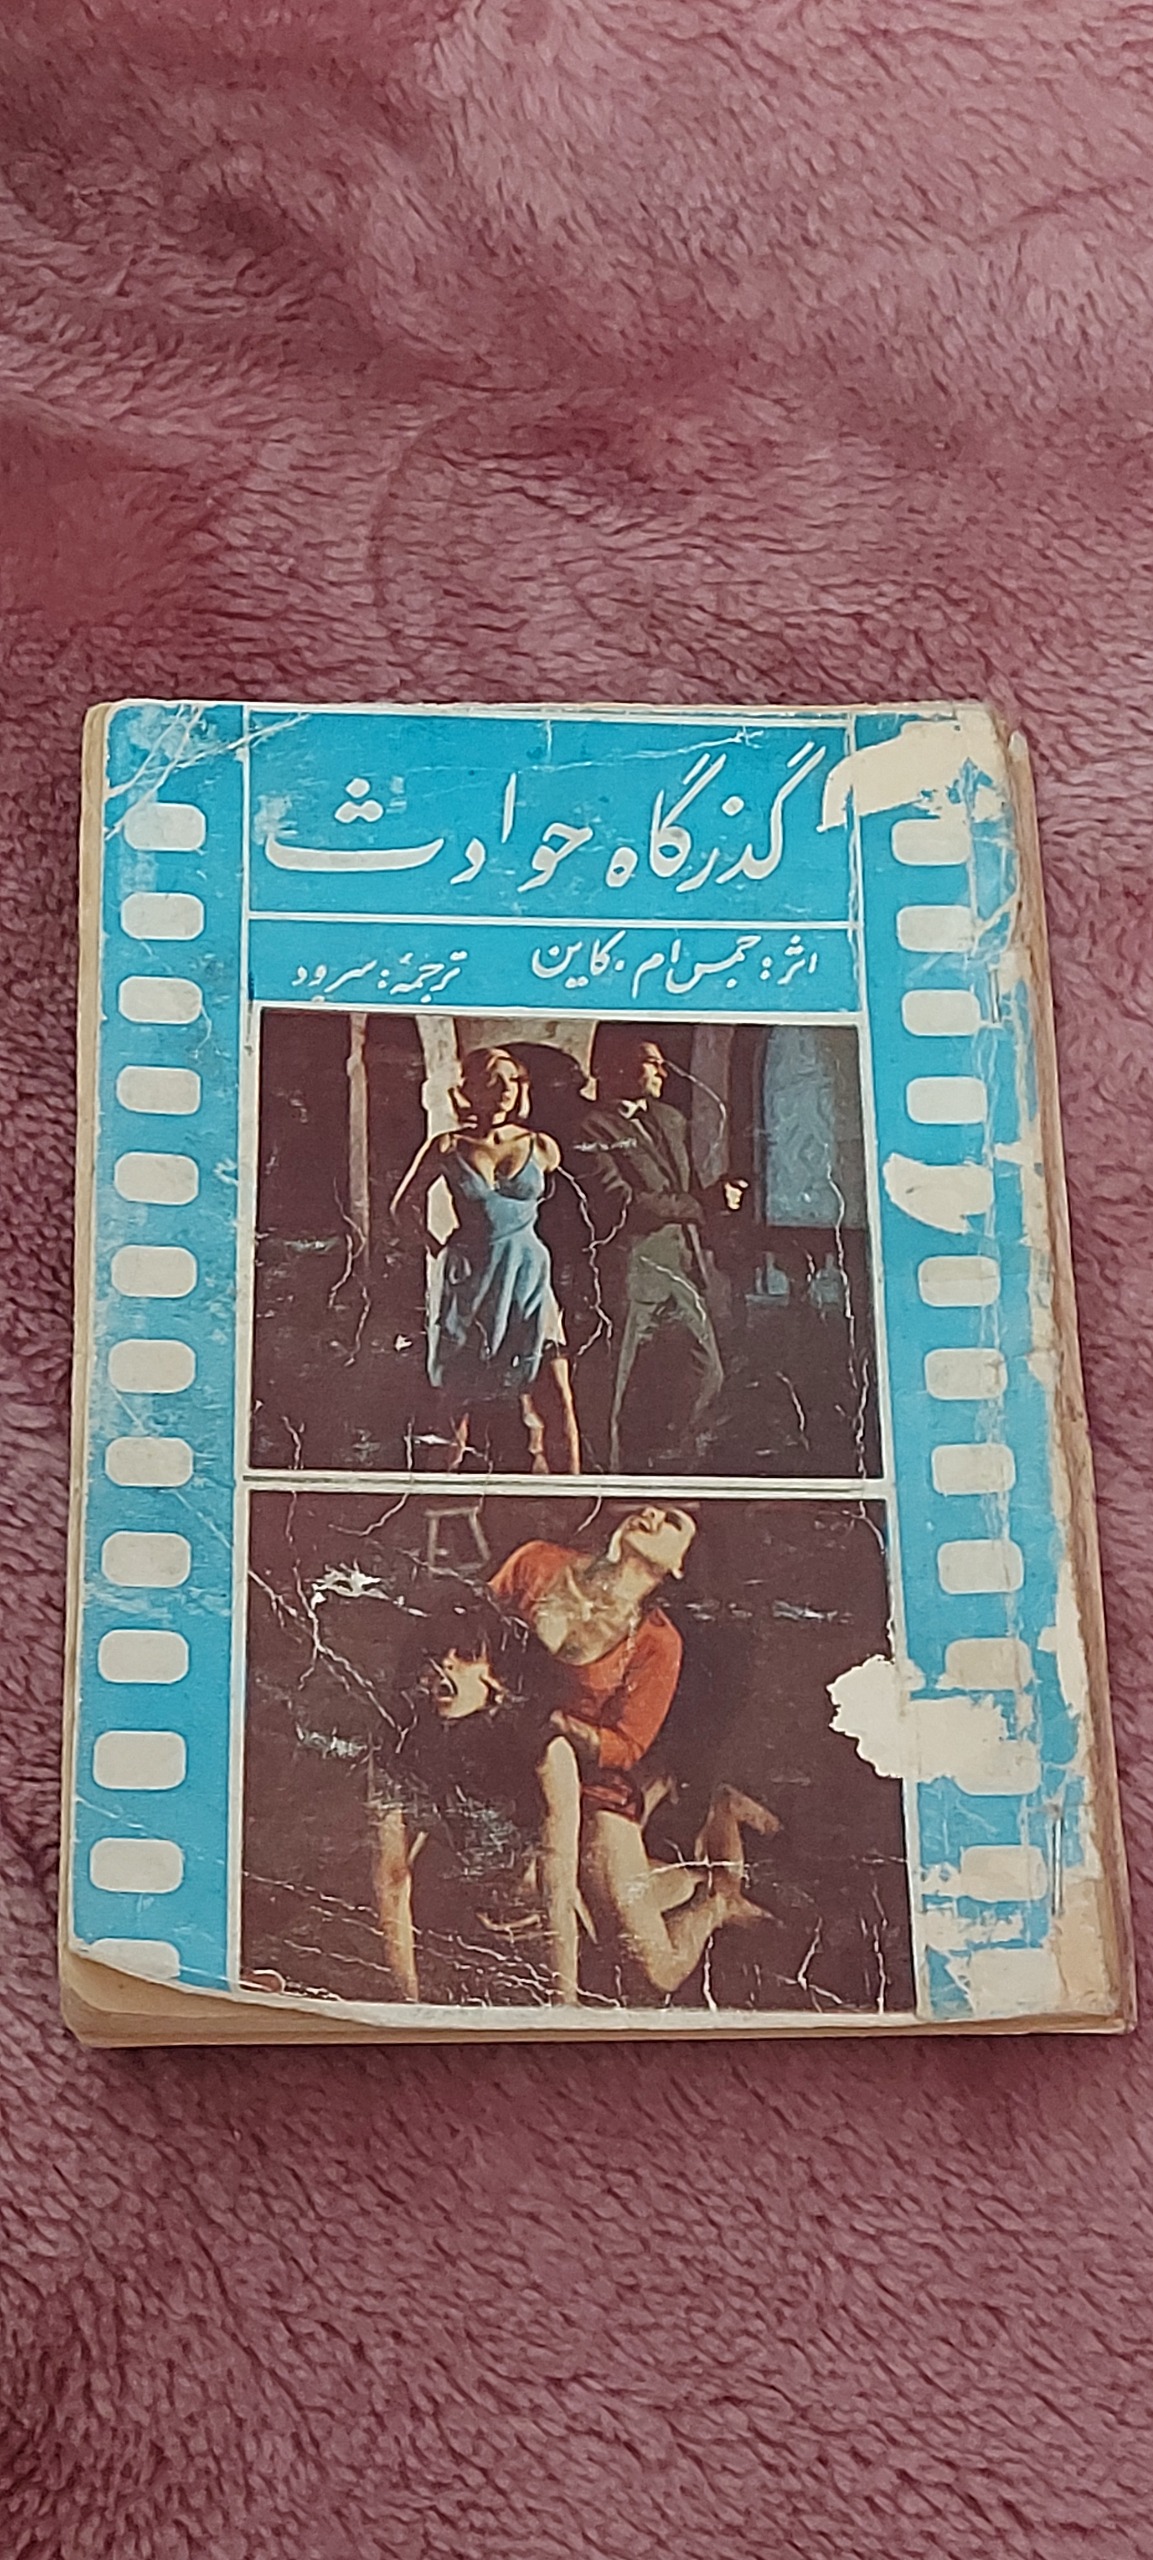 گذرگاه حوادث
اثر: جمس ام. کاین ترجمهٔ: سرود